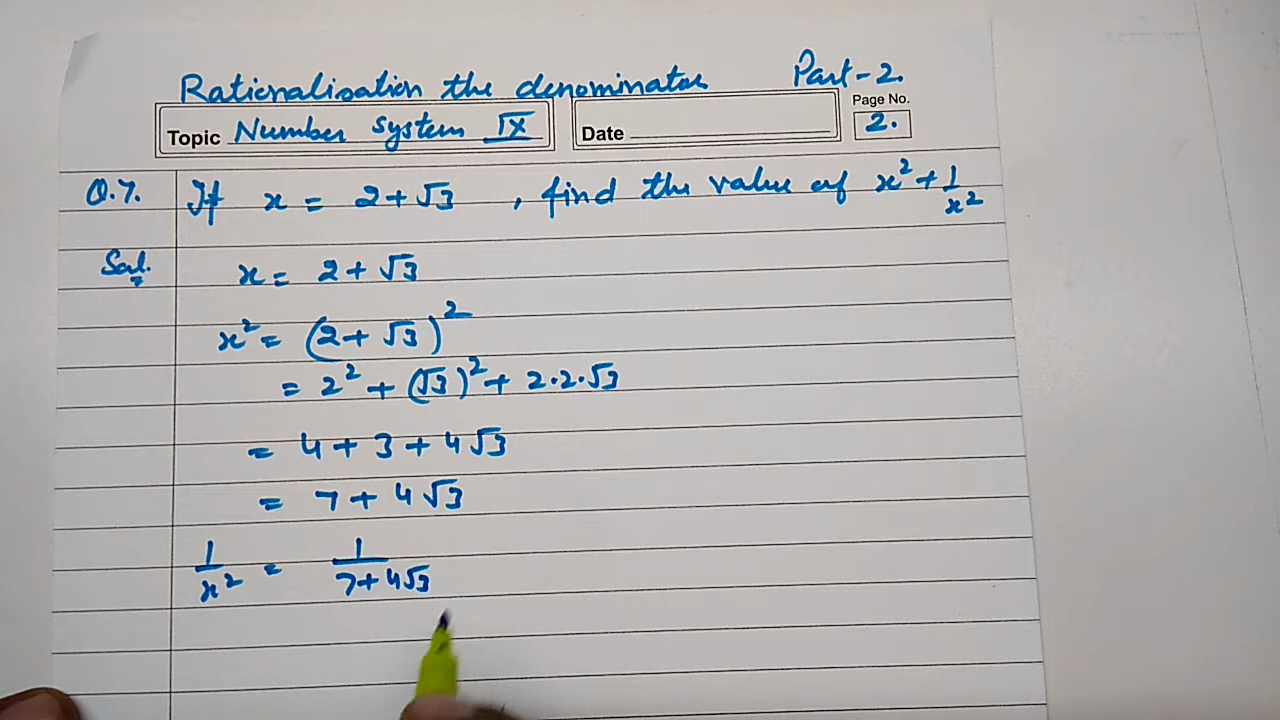 Rationalisation the denominator Part-2.
Topic Number system IX Date Page No. 2.
Q.7. If x = 2+√3 , find the value of x² + 1/x²
Sol. x = 2+√3
x² = (2+√3)²
= 2² + (√3)² + 2·2·√3
= 4 + 3 + 4√3
= 7 + 4√3
1/x² = 1/7+4√3